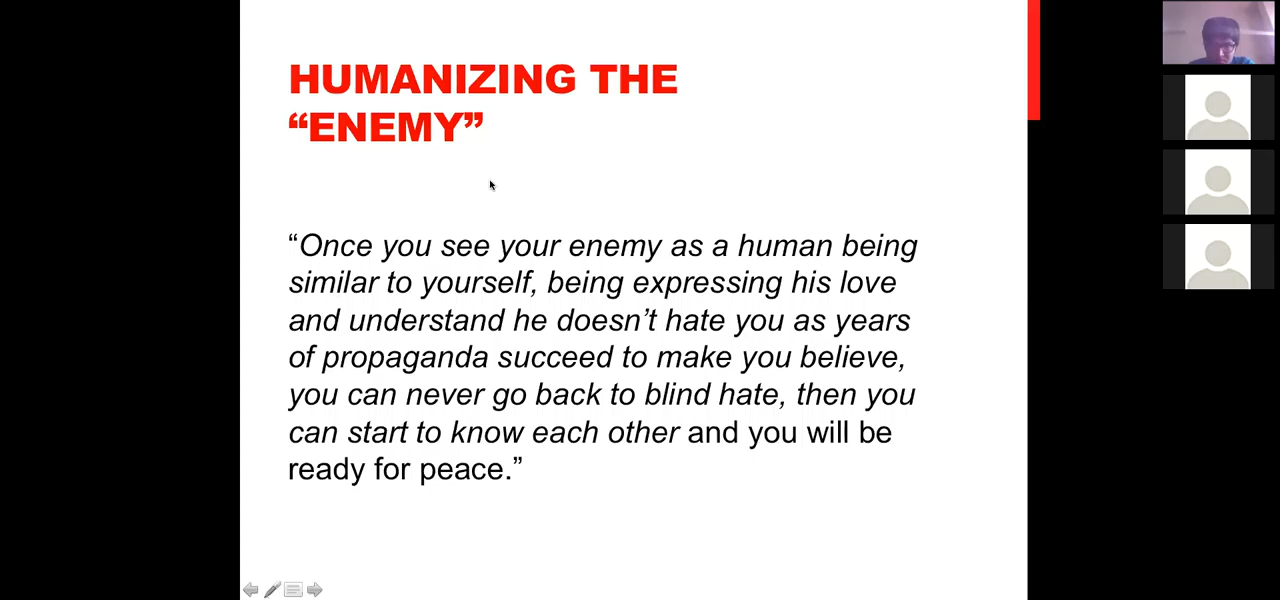 HUMANIZING THE
“ENEMY”
“Once you see your enemy as a human being
similar to yourself, being expressing his love
and understand he doesn’t hate you as years
of propaganda succeed to make you believe,
you can never go back to blind hate, then you
can start to know each other and you will be
ready for peace.”